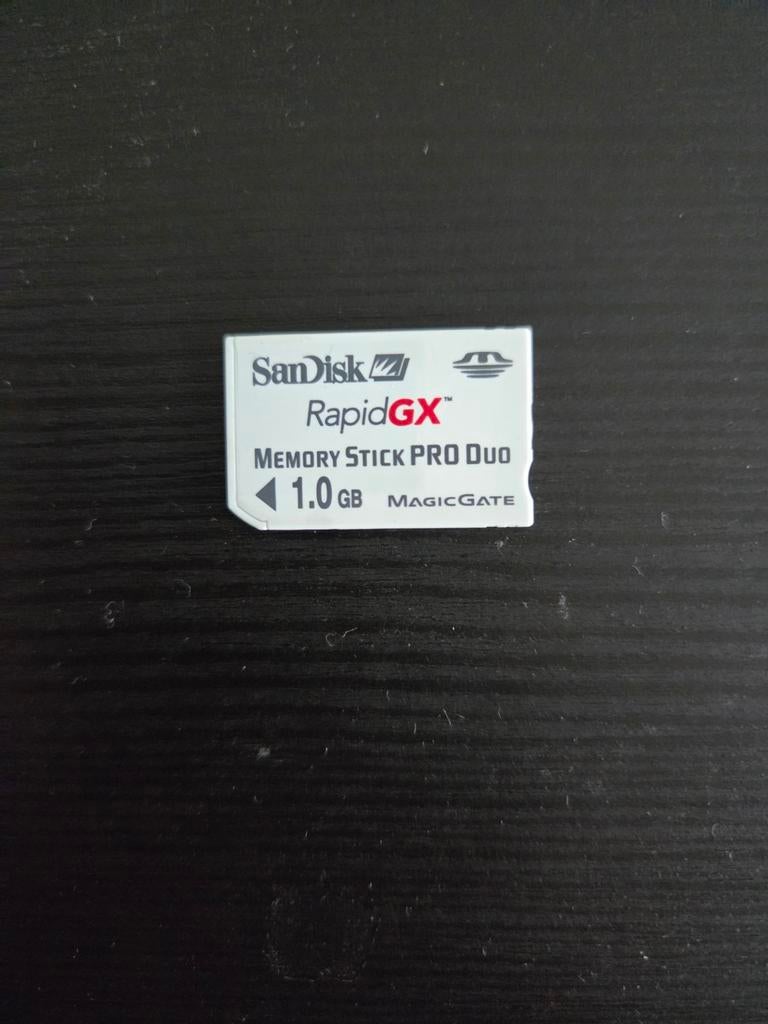 SanDisk
RapidGX™
MEMORY STICK PRO DUO
1.0 GB MAGICGATE